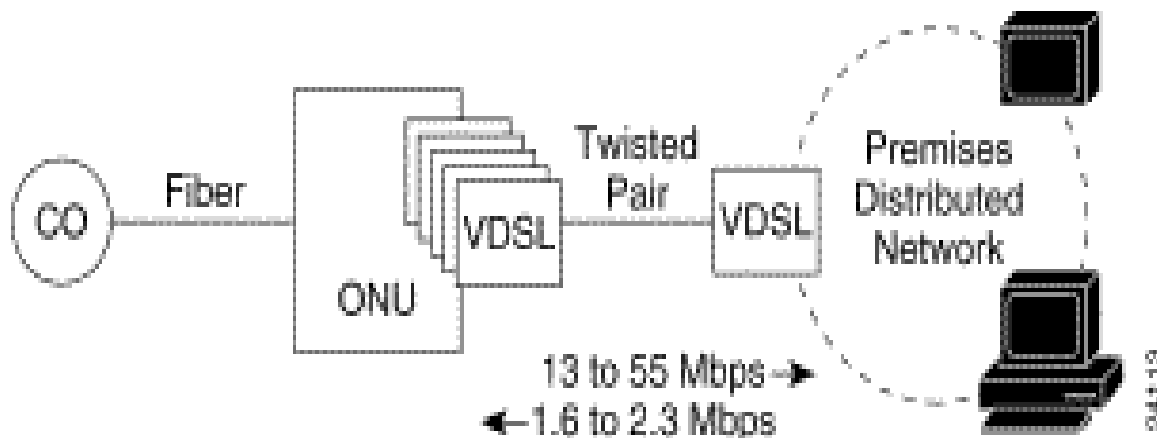 CO
Fiber
ONU
VDSL
Twisted
Pair
VDSL
Premises
Distributed
Network
13 to 55 Mbps
1.6 to 2.3 Mbps